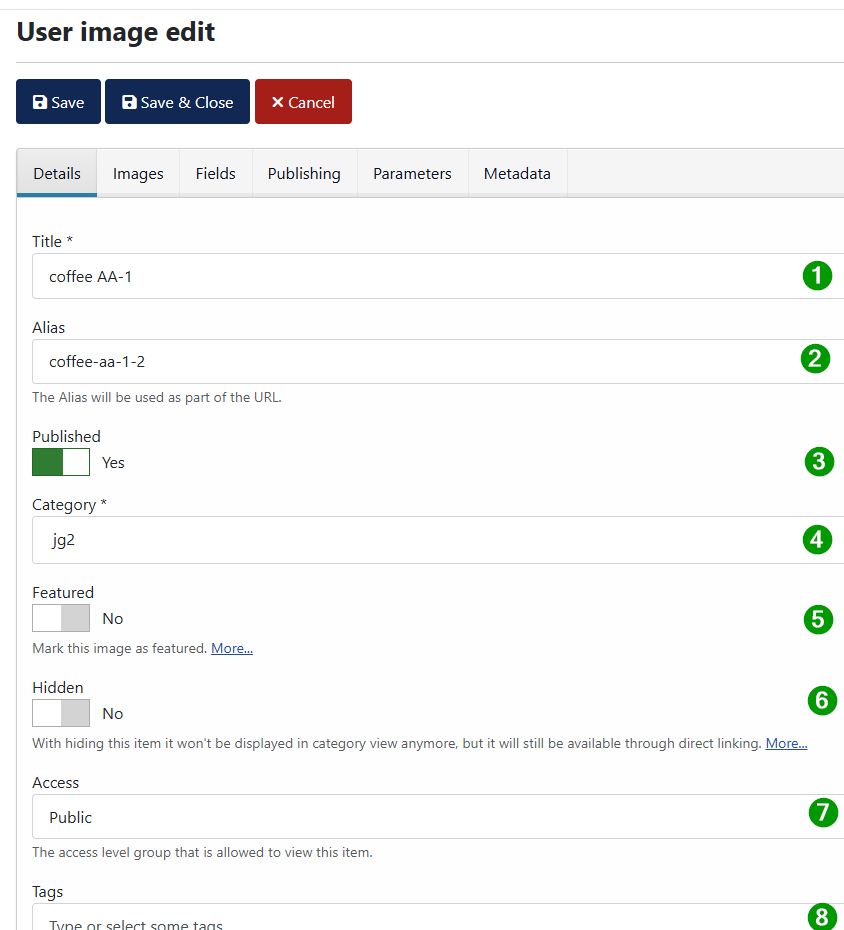 User image edit
Save Save & Close Cancel
Details Images Fields Publishing Parameters Metadata
Title *
coffee AA-1 1
Alias
coffee-aa-1-2 2
The Alias will be used as part of the URL.
Published
Yes 3
Category *
jg2 4
Featured
No 5
Mark this image as featured. More...
Hidden
No 6
With hiding this item it won't be displayed in category view anymore, but it will still be available through direct linking. More...
Access
Public 7
The access level group that is allowed to view this item.
Tags
Type or select some tags 8